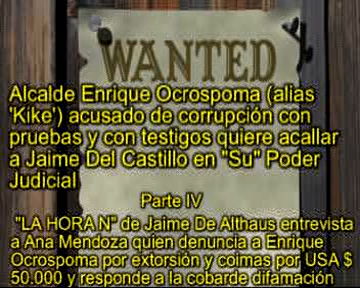 WANTED
Alcalde Enrique Ocrospoma (alias
'Kike') acusado de corrupción con
pruebas y con testigos quiere acallar
a Jaime Del Castillo en "Su" Poder
Judicial
Parte IV
"LA HORA N" de Jaime De Althaus entrevista
a Ana Mendoza quien denuncia a Enrique
Ocrospoma por extorsión y coimas por USA $
50.000 y responde a la cobarde difamación